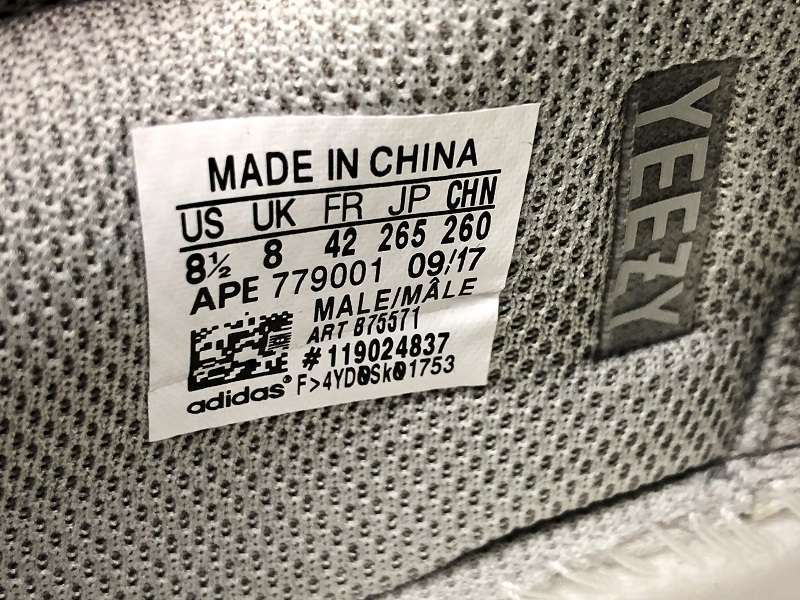 MADE IN CHINA
US UK FR JP CHN
8½ 8 42 265 260
APE 779001 09/17
MALE/MÂLE
ART B75571
#119024837
adidas® F>4YD0Sk01753
YEEZY